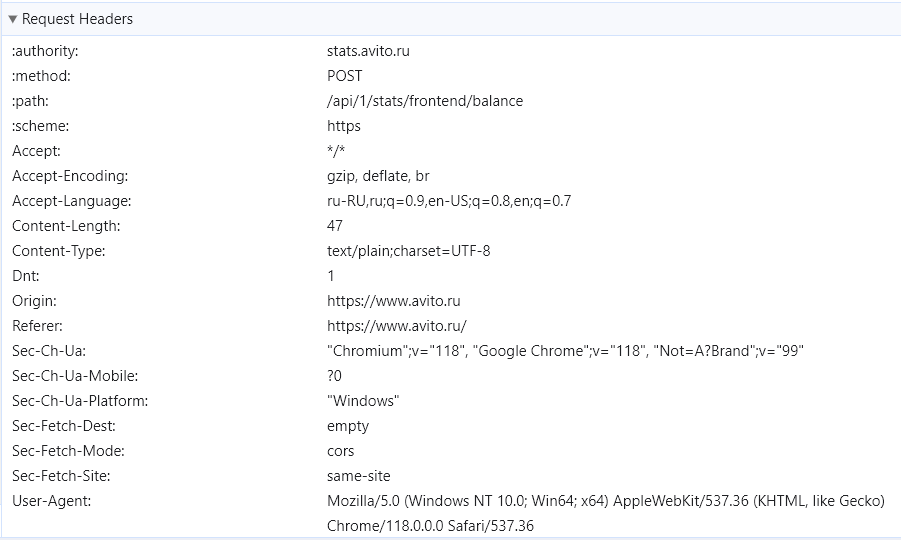 Request Headers
:authority: stats.avito.ru
:method: POST
:path: /api/1/stats/frontend/balance
:scheme: https
Accept: */*
Accept-Encoding: gzip, deflate, br
Accept-Language: ru-RU,ru;q=0.9,en-US;q=0.8,en;q=0.7
Content-Length: 47
Content-Type: text/plain;charset=UTF-8
Dnt: 1
Origin: https://www.avito.ru
Referer: https://www.avito.ru/
Sec-Ch-Ua: "Chromium";v="118", "Google Chrome";v="118", "Not=A?Brand";v="99"
Sec-Ch-Ua-Mobile: ?0
Sec-Ch-Ua-Platform: "Windows"
Sec-Fetch-Dest: empty
Sec-Fetch-Mode: cors
Sec-Fetch-Site: same-site
User-Agent: Mozilla/5.0 (Windows NT 10.0; Win64; x64) AppleWebKit/537.36 (KHTML, like Gecko)
Chrome/118.0.0.0 Safari/537.36